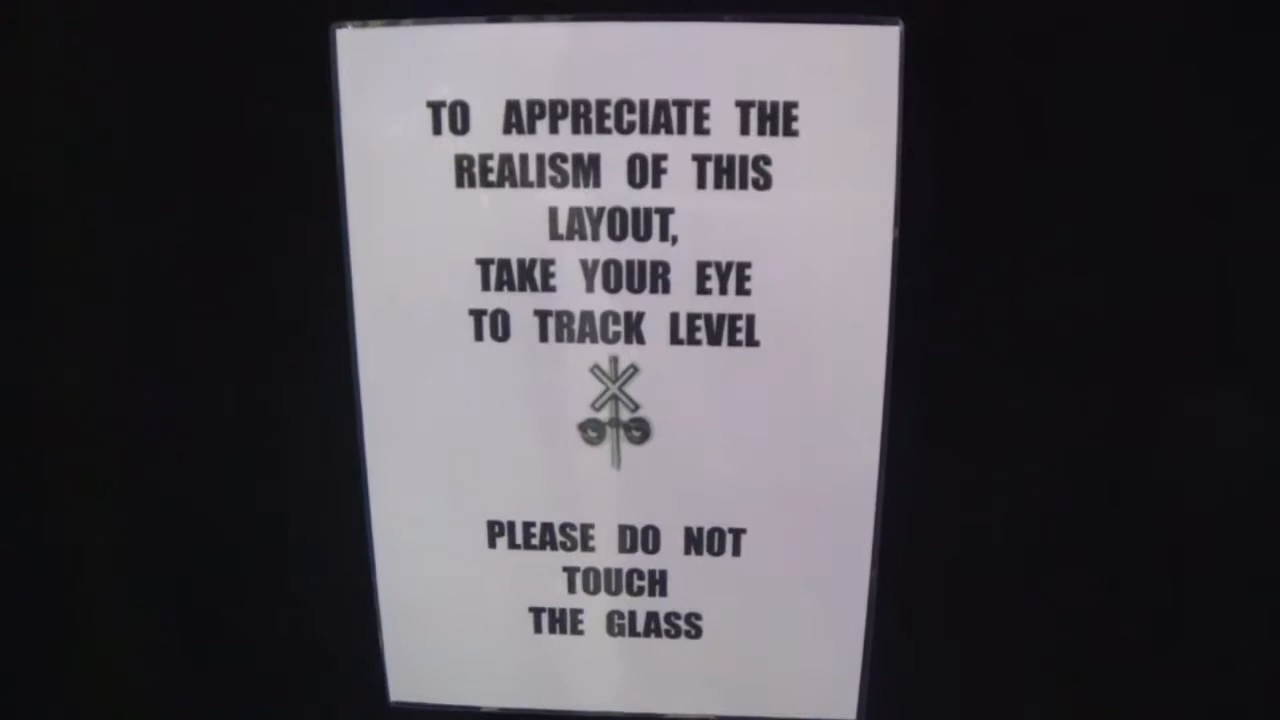 TO APPRECIATE THE
REALISM OF THIS
LAYOUT,
TAKE YOUR EYE
TO TRACK LEVEL
PLEASE DO NOT
TOUCH
THE GLASS